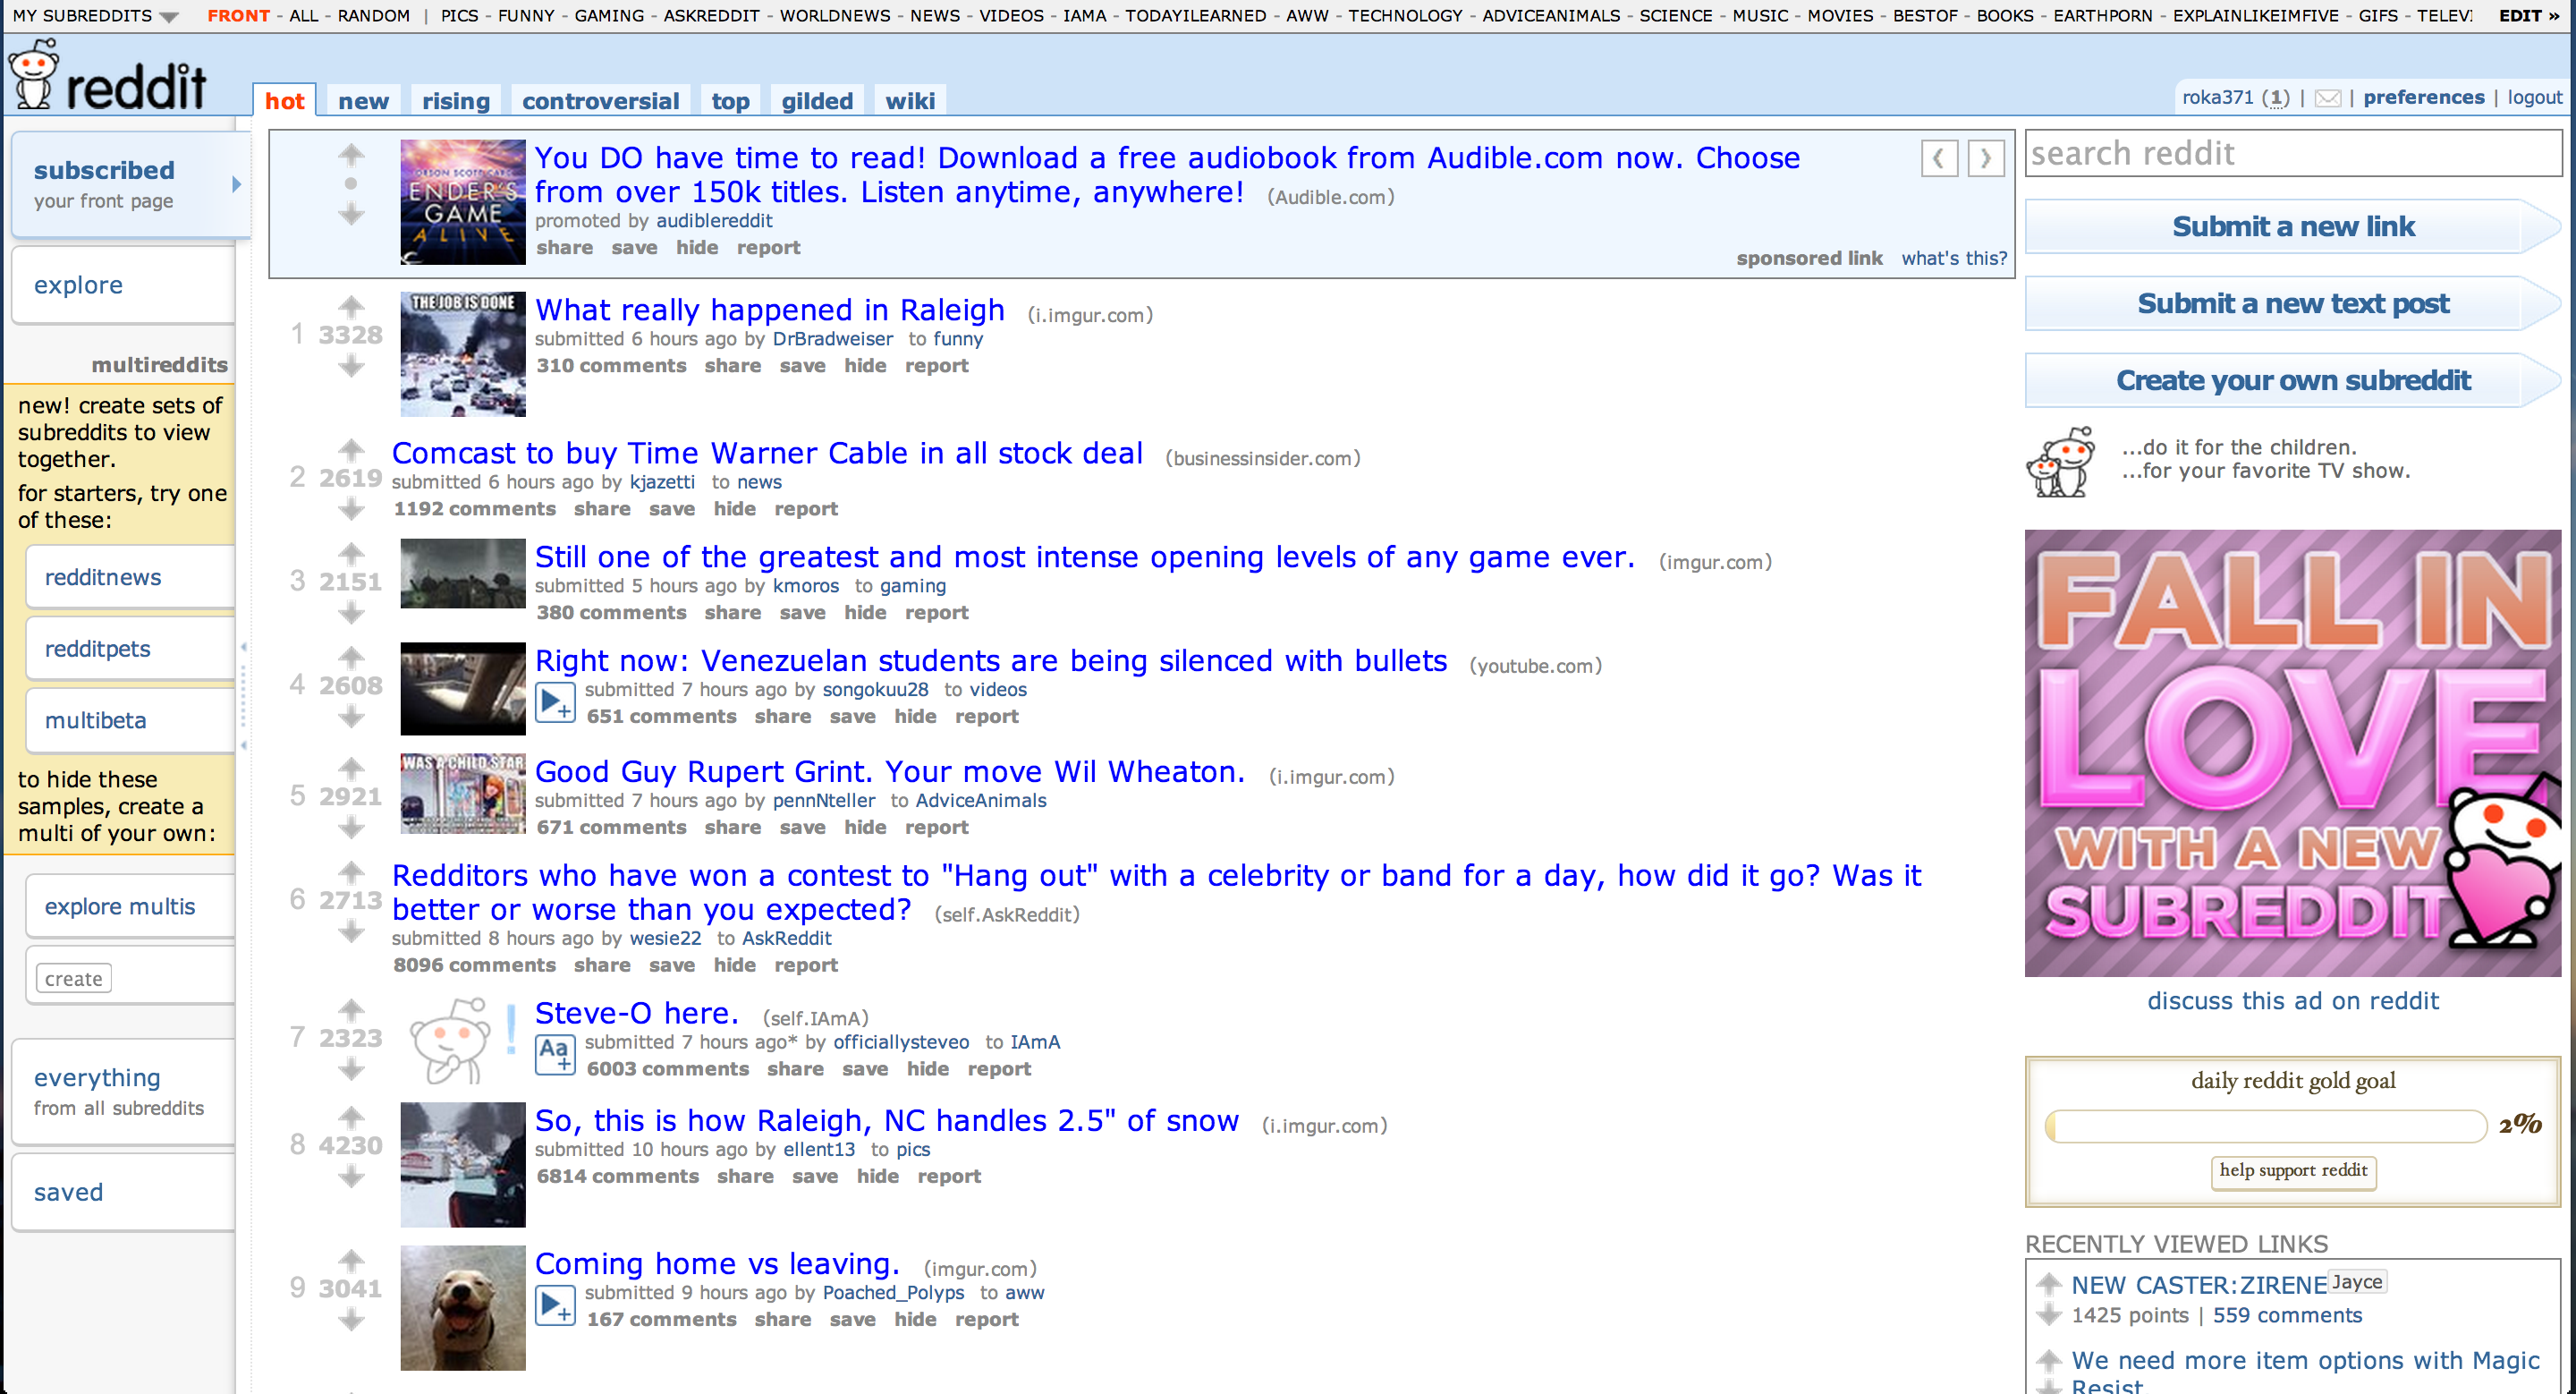 MY SUBREDDITS FRONT - ALL - RANDOM | PICS - FUNNY - GAMING - ASKREDDIT - WORLDNEWS - NEWS - VIDEOS - IAMA - TODAYILEARNED - AWW - TECHNOLOGY - ADVICEANIMALS - SCIENCE - MUSIC - MOVIES - BESTOF - BOOKS - EARTHPORN - EXPLAINLIKEIMFIVE - GIFS - TELEVI EDIT »
reddit
hot new rising controversial top gilded wiki
roka371 (1) | | preferences | logout
subscribed
your front page
explore
multireddits
new! create sets of
subreddits to view
together.
for starters, try one
of these:
redditnews
redditpets
multibeta
to hide these
samples, create a
multi of your own:
explore multis
create
everything
from all subreddits
saved
ORSON SCOTT CARD
ENDER'S
GAME
ALIVE
You DO have time to read! Download a free audiobook from Audible.com now. Choose
from over 150k titles. Listen anytime, anywhere! (Audible.com)
promoted by audiblereddit
share save hide report
sponsored link what's this?
1 3328
THE JOB IS DONE
What really happened in Raleigh (i.imgur.com)
submitted 6 hours ago by DrBradweiser to funny
310 comments share save hide report
2 2619
Comcast to buy Time Warner Cable in all stock deal (businessinsider.com)
submitted 6 hours ago by kjazetti to news
1192 comments share save hide report
3 2151
Still one of the greatest and most intense opening levels of any game ever. (imgur.com)
submitted 5 hours ago by kmoros to gaming
380 comments share save hide report
4 2608
Right now: Venezuelan students are being silenced with bullets (youtube.com)
submitted 7 hours ago by songokuu28 to videos
651 comments share save hide report
5 2921
WAS A CHILD STAR
Good Guy Rupert Grint. Your move Wil Wheaton. (i.imgur.com)
submitted 7 hours ago by pennNteller to AdviceAnimals
671 comments share save hide report
6 2713
Redditors who have won a contest to "Hang out" with a celebrity or band for a day, how did it go? Was it
better or worse than you expected? (self.AskReddit)
submitted 8 hours ago by wesie22 to AskReddit
8096 comments share save hide report
7 2323
!
Steve-O here. (self.IAmA)
Aa+
submitted 7 hours ago* by officiallysteveo to IAmA
6003 comments share save hide report
8 4230
So, this is how Raleigh, NC handles 2.5" of snow (i.imgur.com)
submitted 10 hours ago by ellent13 to pics
6814 comments share save hide report
9 3041
Coming home vs leaving. (imgur.com)
submitted 9 hours ago by Poached_Polyps to aww
167 comments share save hide report
search reddit
Submit a new link
Submit a new text post
Create your own subreddit
...do it for the children.
...for your favorite TV show.
FALL IN
LOVE
WITH A NEW
SUBREDDIT
discuss this ad on reddit
daily reddit gold goal
2%
help support reddit
RECENTLY VIEWED LINKS
NEW CASTER:ZIRENE Jayce
1425 points | 559 comments
We need more item options with Magic
Resist.